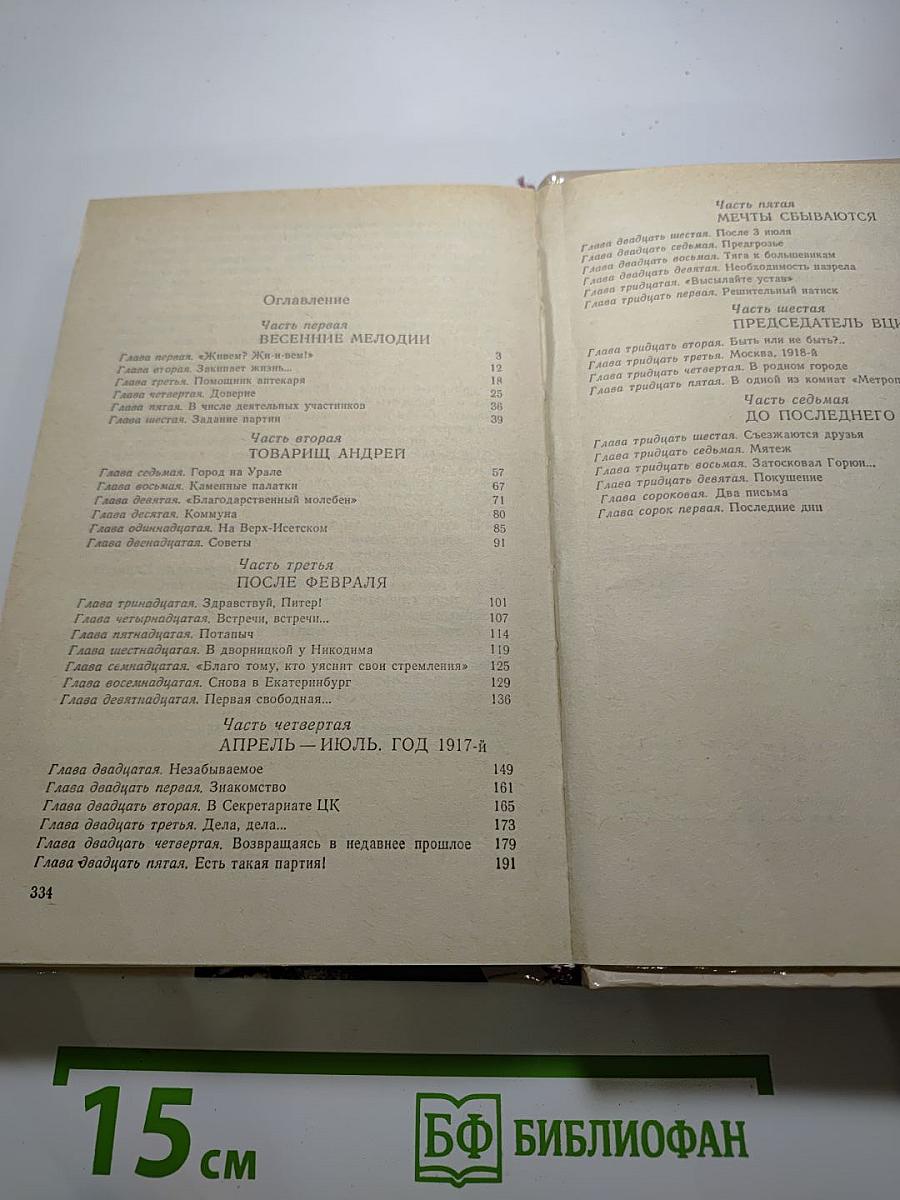 Оглавление
Часть первая
ВЕСЕННИЕ МЕЛОДИИ
Глава первая. «Живем? Жи-и-вем!» 3
Глава вторая. Закипает жизнь... 12
Глава третья. Помощник аптекаря 18
Глава четвертая. Доверие 25
Глава пятая. В числе деятельных участников 36
Глава шестая. Задание партии 39
Часть вторая
ТОВАРИЩ АНДРЕЙ
Глава седьмая. Город на Урале 57
Глава восьмая. Каменные палатки 67
Глава девятая. «Благодарственный молебен» 71
Глава десятая. Коммуна 80
Глава одиннадцатая. На Верх-Исетском 85
Глава двенадцатая. Советы 91
Часть третья
ПОСЛЕ ФЕВРАЛЯ
Глава тринадцатая. Здравствуй, Питер! 101
Глава четырнадцатая. Встречи, встречи... 107
Глава пятнадцатая. Потапыч 114
Глава шестнадцатая. В дворницкой у Никодима 119
Глава семнадцатая. «Благо тому, кто уяснит свои стремления» 125
Глава восемнадцатая. Снова в Екатеринбург 129
Глава девятнадцатая. Первая свободная... 136
Часть четвертая
АПРЕЛЬ — ИЮЛЬ. ГОД 1917-й
Глава двадцатая. Незабываемое 149
Глава двадцать первая. Знакомство 161
Глава двадцать вторая. В Секретариате ЦК 165
Глава двадцать третья. Дела, дела... 173
Глава двадцать четвертая. Возвращаясь в недавнее прошлое 179
Глава двадцать пятая. Есть такая партия! 191
334
Часть пятая
МЕЧТЫ СБЫВАЮТСЯ
Глава двадцать шестая. После 3 июля
Глава двадцать седьмая. Предгрозье
Глава двадцать восьмая. Тяга к большевикам
Глава двадцать девятая. Необходимость назрела
Глава тридцатая. «Высылайте устав»
Глава тридцать первая. Решительный натиск
Часть шестая
ПРЕДСЕДАТЕЛЬ ВЦИ
Глава тридцать вторая. Быть или не быть?..
Глава тридцать третья. Москва, 1918-й
Глава тридцать четвертая. В родном городе
Глава тридцать пятая. В одной из комнат «Метроп
Часть седьмая
ДО ПОСЛЕДНЕГО
Глава тридцать шестая. Съезжаются друзья
Глава тридцать седьмая. Мятеж
Глава тридцать восьмая. Затосковал Горюн...
Глава тридцать девятая. Покушение
Глава сороковая. Два письма
Глава сорок первая. Последние дни
15 см
БФ БИБЛИОФАН